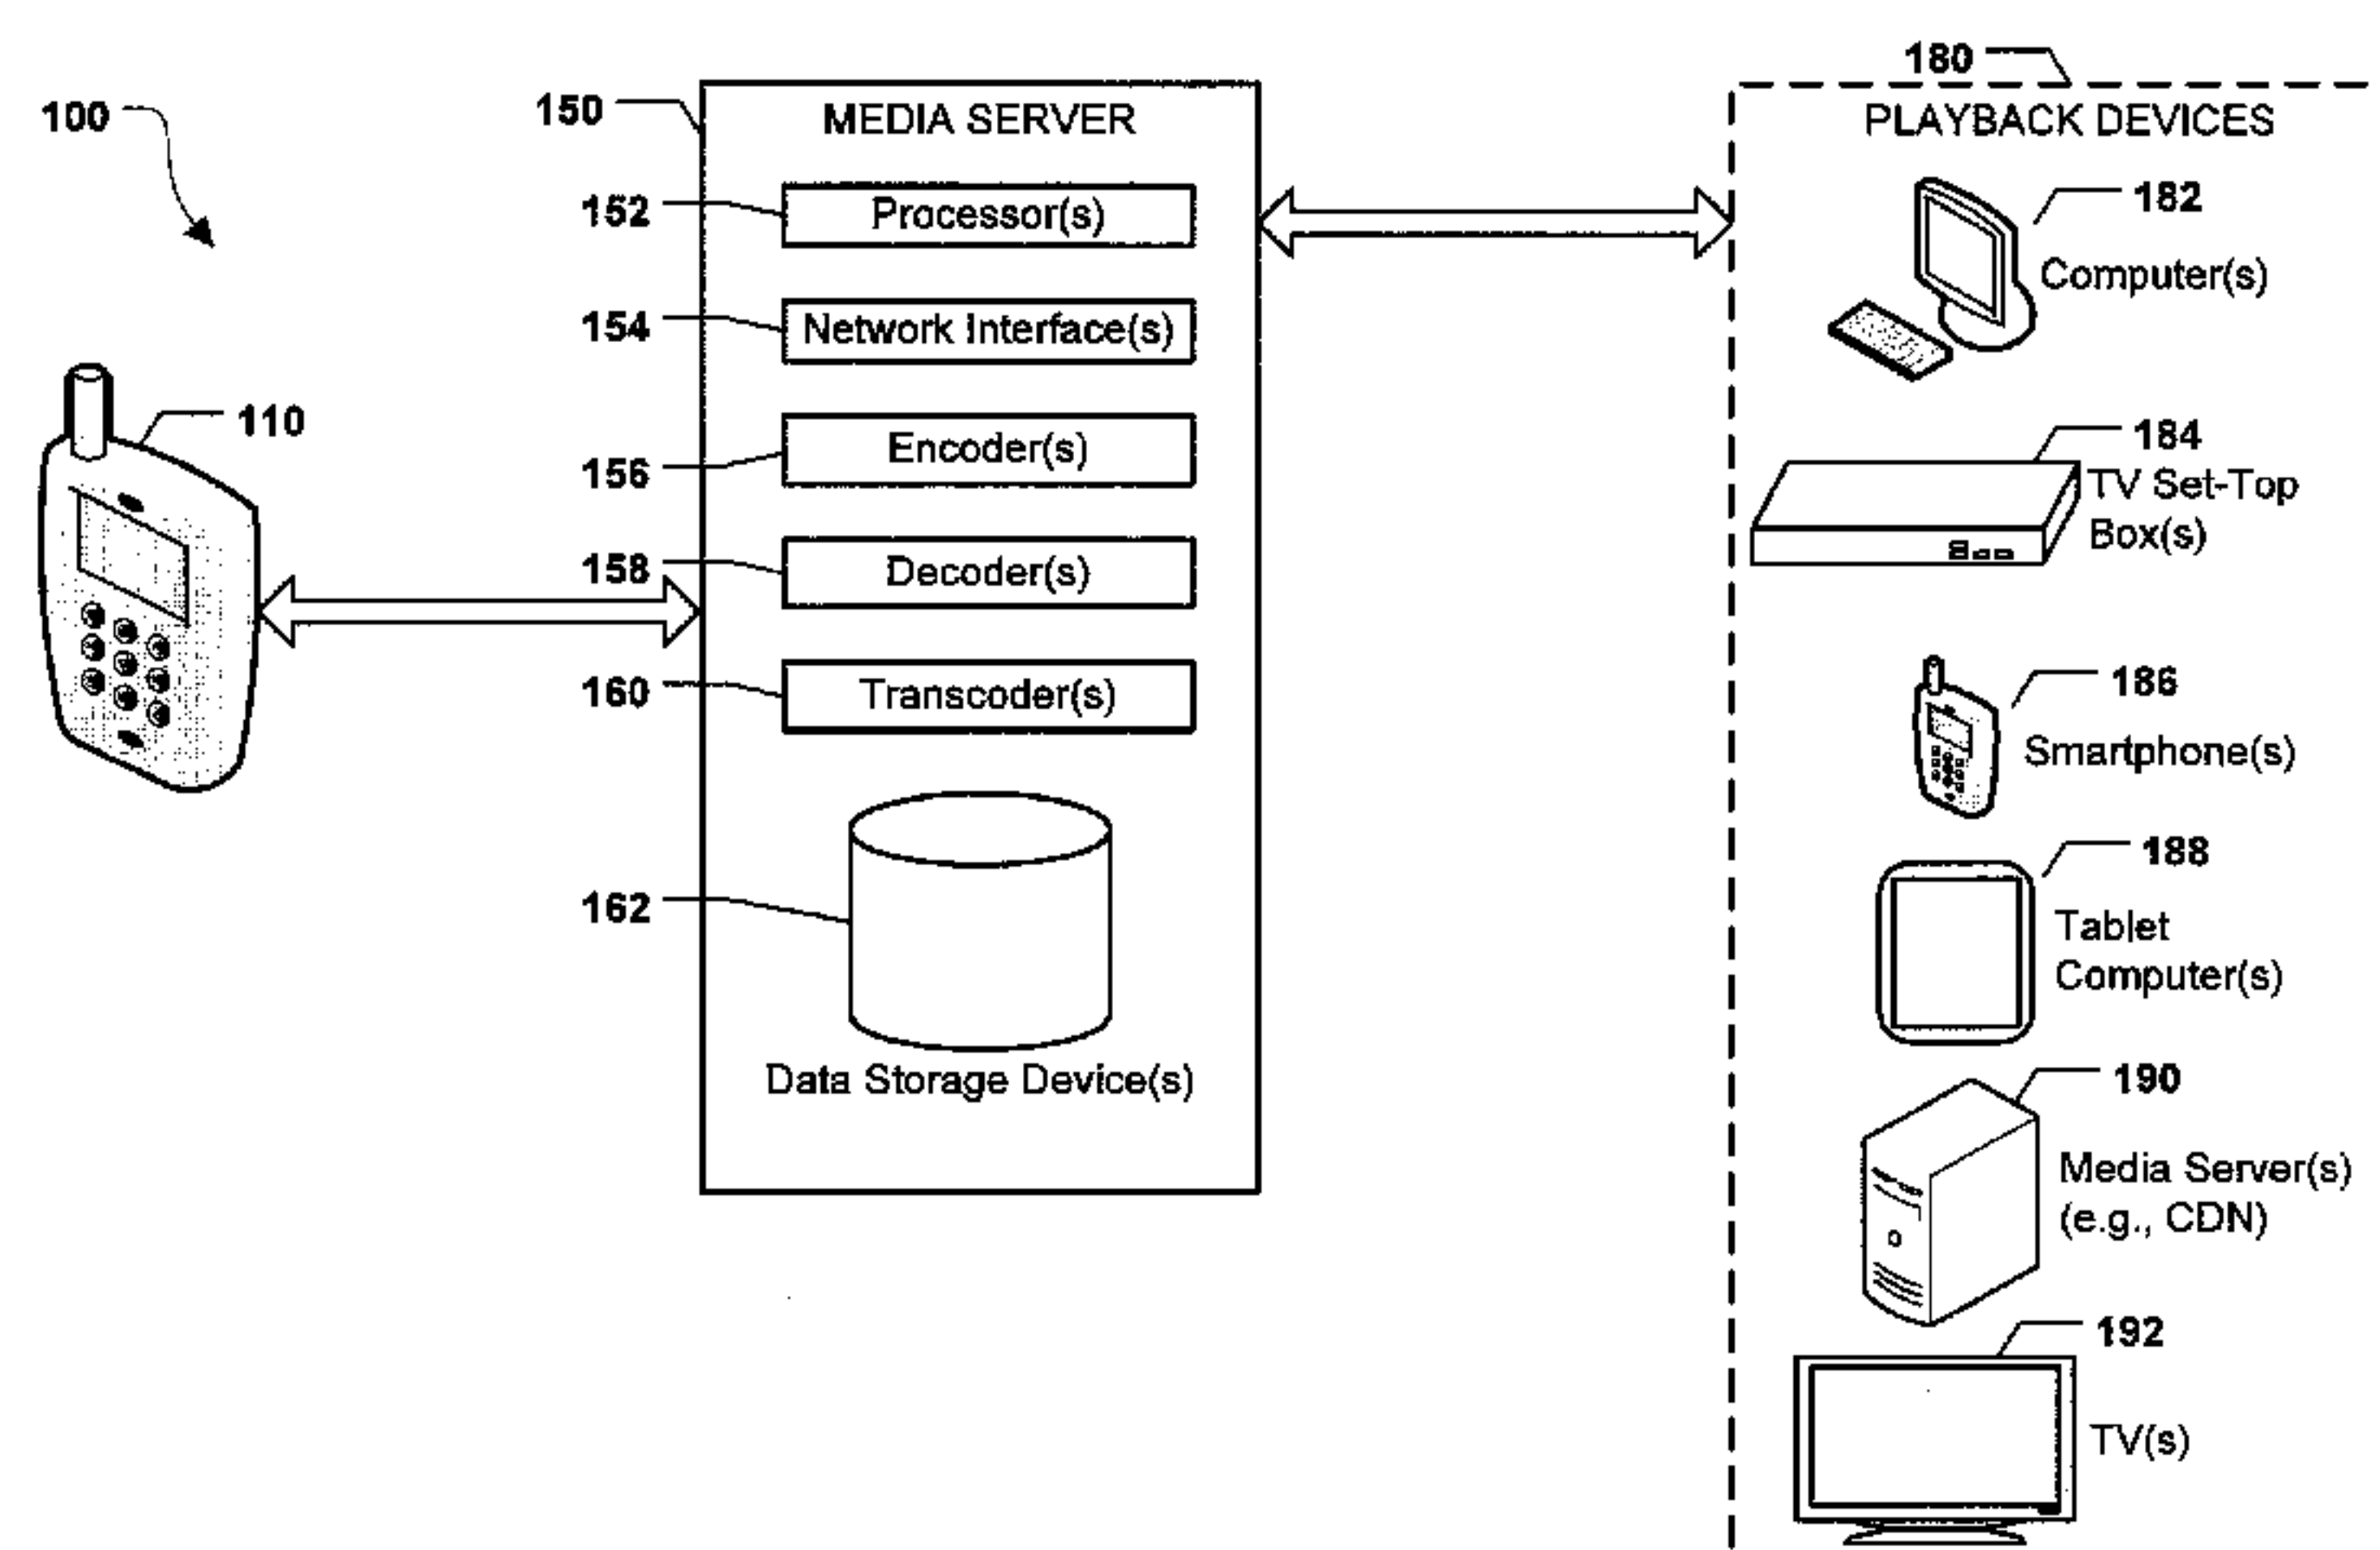 100
110
150
MEDIA SERVER
152
Processor(s)
154
Network Interface(s)
156
Encoder(s)
158
Decoder(s)
160
Transcoder(s)
162
Data Storage Device(s)
180
PLAYBACK DEVICES
182
Computer(s)
184
TV Set-Top
Box(s)
186
Smartphone(s)
188
Tablet
Computer(s)
190
Media Server(s)
(e.g., CDN)
192
TV(s)